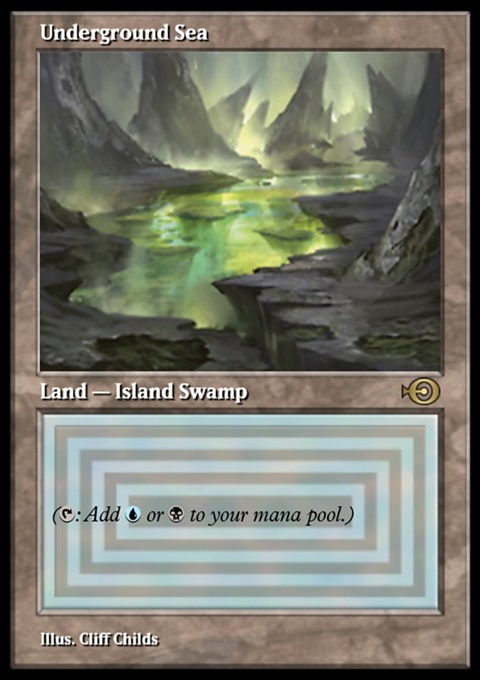 Underground Sea
Land — Island Swamp
(: Add or to your mana pool.)
Illus. Cliff Childs